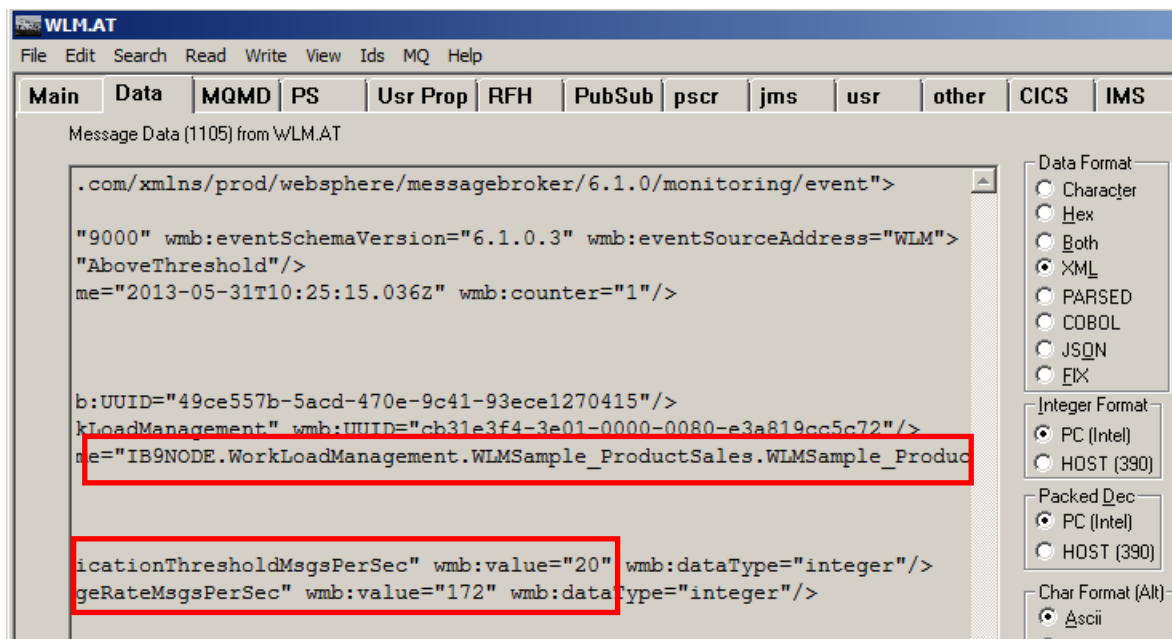 WLM.AT
File Edit Search Read Write View Ids MQ Help
Main Data MQMD PS Usr Prop RFH PubSub pscr jms usr other CICS IMS
Message Data (1105) from WLM.AT
.com/xmlns/prod/websphere/messagebroker/6.1.0/monitoring/event">
"9000" wmb:eventSchemaVersion="6.1.0.3" wmb:eventSourceAddress="WLM">
"AboveThreshold"/>
me="2013-05-31T10:25:15.036Z" wmb:counter="1"/>
b:UUID="49ce557b-5acd-470e-9c41-93ece1270415"/>
kLoadManagement" wmb:UUID="cb31e3f4-3e01-0000-0080-e3a819cc5c72"/>
me="IB9NODE.WorkLoadManagement.WLMSample_ProductSales.WLMSample_Produc
icationThresholdMsgsPerSec" wmb:value="20" wmb:dataType="integer"/>
geRateMsgsPerSec" wmb:value="172" wmb:dataType="integer"/>
Data Format
Character
Hex
Both
XML
PARSED
COBOL
JSON
FIX
Integer Format
PC (Intel)
HOST (390)
Packed Dec
PC (Intel)
HOST (390)
Char Format (Alt)
Ascii